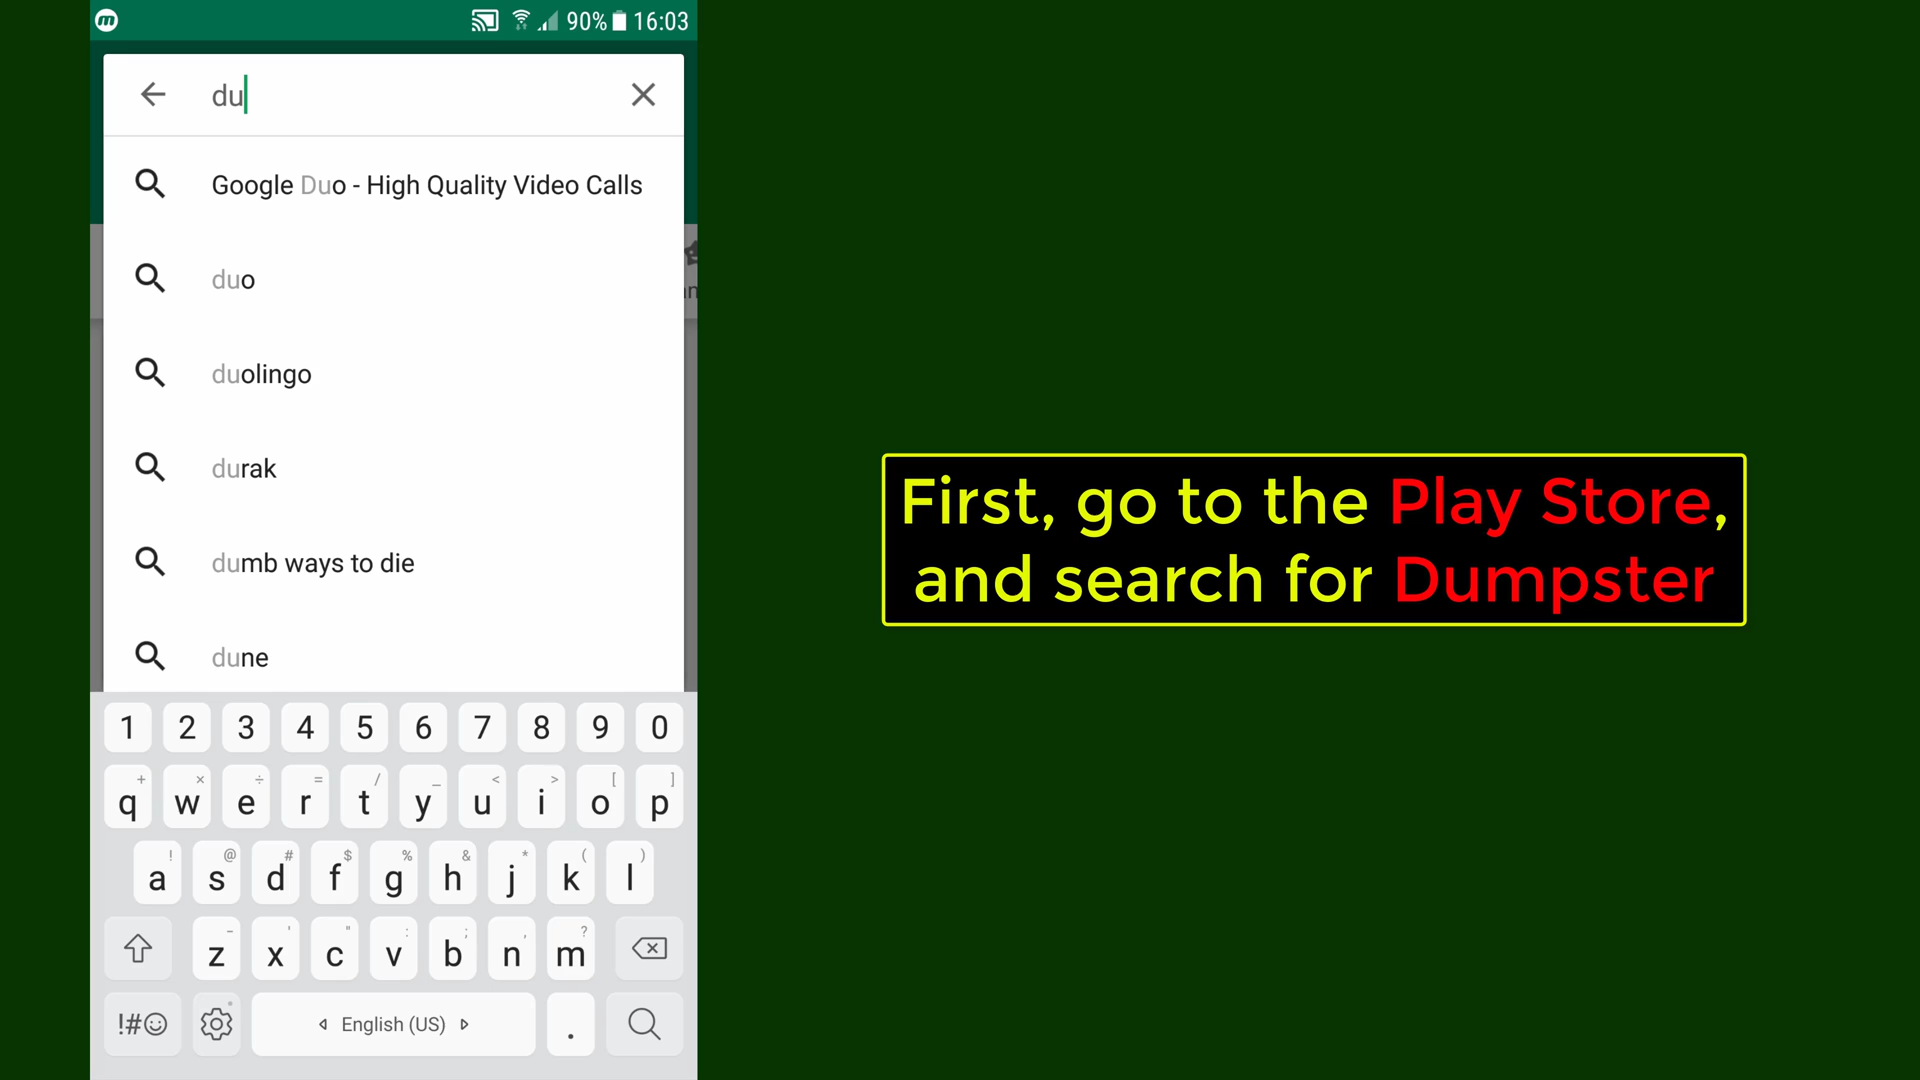 90% 16:03
du
Google Duo - High Quality Video Calls
duo
duolingo
durak
dumb ways to die
dune
1 2 3 4 5 6 7 8 9 0
+ × ÷ = / _ < > [ ]
q w e r t y u i o p
! @ # $ % & * ( )
a s d f g h j k l
- ' " : ; , ?
z x c v b n m
!#☺ English (US) .
First, go to the Play Store,
and search for Dumpster